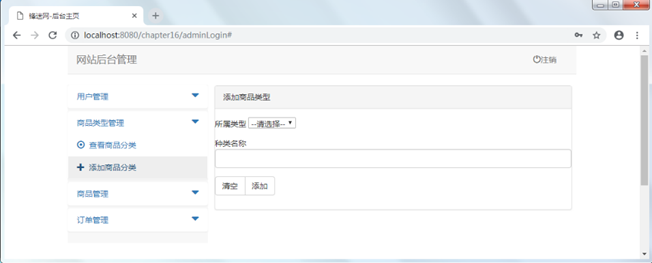 播送网-后台主页
localhost:8080/chapter16/adminLogin#
网站后台管理
注销
用户管理
商品类型管理
查看商品分类
添加商品分类
商品管理
订单管理
添加商品类型
所属类型 --请选择--
种类名称
清空 添加